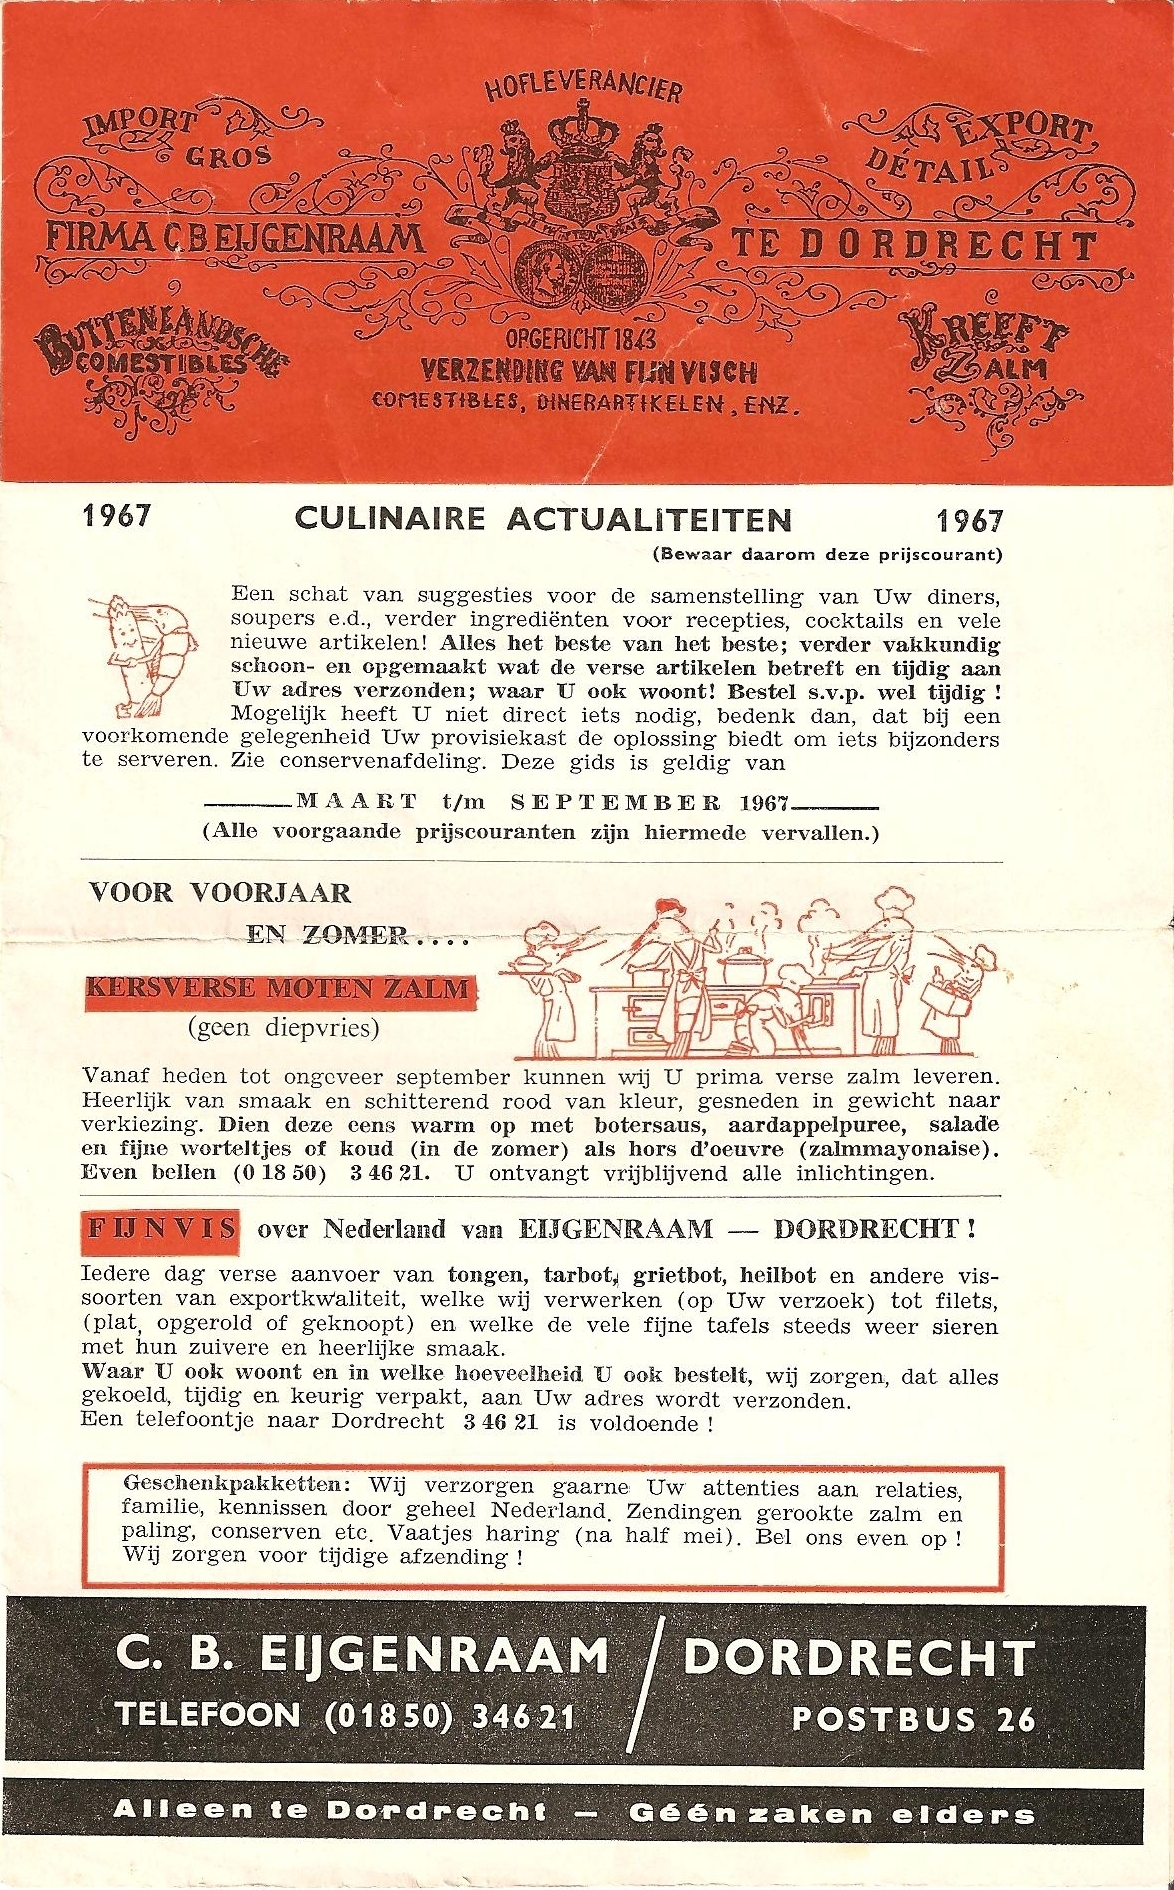 HOFLEVERANCIER
IMPORT
GROS
EXPORT
DÉTAIL
FIRMA C.B. EIJGENRAAM
TE DORDRECHT
BUITENLANDSCHE
COMESTIBLES
OPGERICHT 1843
VERZENDING VAN FIJN VISCH
COMESTIBLES, DINERARTIKELEN, ENZ.
KREEFT
ZALM
1967 CULINAIRE ACTUALITEITEN 1967
(Bewaar daarom deze prijscourant)
Een schat van suggesties voor de samenstelling van Uw diners,
soupers e.d., verder ingrediënten voor recepties, cocktails en vele
nieuwe artikelen! Alles het beste van het beste; verder vakkundig
schoon- en opgemaakt wat de verse artikelen betreft en tijdig aan
Uw adres verzonden; waar U ook woont! Bestel s.v.p. wel tijdig !
Mogelijk heeft U niet direct iets nodig, bedenk dan, dat bij een
voorkomende gelegenheid Uw provisiekast de oplossing biedt om iets bijzonders
te serveren. Zie conservenafdeling. Deze gids is geldig van
MAART t/m SEPTEMBER 1967
(Alle voorgaande prijscouranten zijn hiermede vervallen.)
VOOR VOORJAAR
EN ZOMER....
KERSVERSE MOTEN ZALM
(geen diepvries)
Vanaf heden tot ongeveer september kunnen wij U prima verse zalm leveren.
Heerlijk van smaak en schitterend rood van kleur, gesneden in gewicht naar
verkiezing. Dien deze eens warm op met botersaus, aardappelpuree, salade
en fijne worteltjes of koud (in de zomer) als hors d'oeuvre (zalmmayonaise).
Even bellen (0 18 50) 3 46 21. U ontvangt vrijblijvend alle inlichtingen.
FIJNVIS over Nederland van EIJGENRAAM — DORDRECHT !
Iedere dag verse aanvoer van tongen, tarbot, grietbot, heilbot en andere vis-
soorten van exportkwaliteit, welke wij verwerken (op Uw verzoek) tot filets,
(plat, opgerold of geknoopt) en welke de vele fijne tafels steeds weer sieren
met hun zuivere en heerlijke smaak.
Waar U ook woont en in welke hoeveelheid U ook bestelt, wij zorgen, dat alles
gekoeld, tijdig en keurig verpakt, aan Uw adres wordt verzonden.
Een telefoontje naar Dordrecht 3 46 21 is voldoende !
Geschenkpakketten: Wij verzorgen gaarne Uw attenties aan relaties,
familie, kennissen door geheel Nederland. Zendingen gerookte zalm en
paling, conserven etc. Vaatjes haring (na half mei). Bel ons even op !
Wij zorgen voor tijdige afzending !
C. B. EIJGENRAAM / DORDRECHT
TELEFOON (01850) 34621 POSTBUS 26
Alleen te Dordrecht — Géén zaken elders